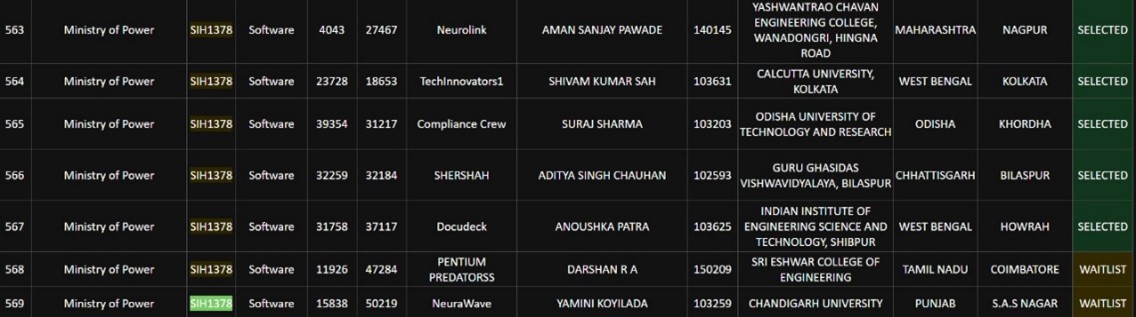 563 Ministry of Power SIH1378 Software 4043 27467 Neurolink AMAN SANJAY PAWADE 140145 YASHWANTRAO CHAVAN ENGINEERING COLLEGE, WANADONGRI, HINGNA ROAD MAHARASHTRA NAGPUR SELECTED
564 Ministry of Power SIH1378 Software 23728 18653 TechInnovators1 SHIVAM KUMAR SAH 103631 CALCUTTA UNIVERSITY, KOLKATA WEST BENGAL KOLKATA SELECTED
565 Ministry of Power SIH1378 Software 39354 31217 Compliance Crew SURAJ SHARMA 103203 ODISHA UNIVERSITY OF TECHNOLOGY AND RESEARCH ODISHA KHORDHA SELECTED
566 Ministry of Power SIH1378 Software 32259 32184 SHERSHAH ADITYA SINGH CHAUHAN 102593 GURU GHASIDAS VISHWAVIDYALAYA, BILASPUR CHHATTISGARH BILASPUR SELECTED
567 Ministry of Power SIH1378 Software 31758 37117 Docudeck ANOUSHKA PATRA 103625 INDIAN INSTITUTE OF ENGINEERING SCIENCE AND TECHNOLOGY, SHIBPUR WEST BENGAL HOWRAH SELECTED
568 Ministry of Power SIH1378 Software 11926 47284 PENTIUM PREDATORSS DARSHAN R A 150209 SRI ESHWAR COLLEGE OF ENGINEERING TAMIL NADU COIMBATORE WAITLIST
569 Ministry of Power SIH1378 Software 15838 50219 NeuraWave YAMINI KOYILADA 103259 CHANDIGARH UNIVERSITY PUNJAB S.A.S NAGAR WAITLIST